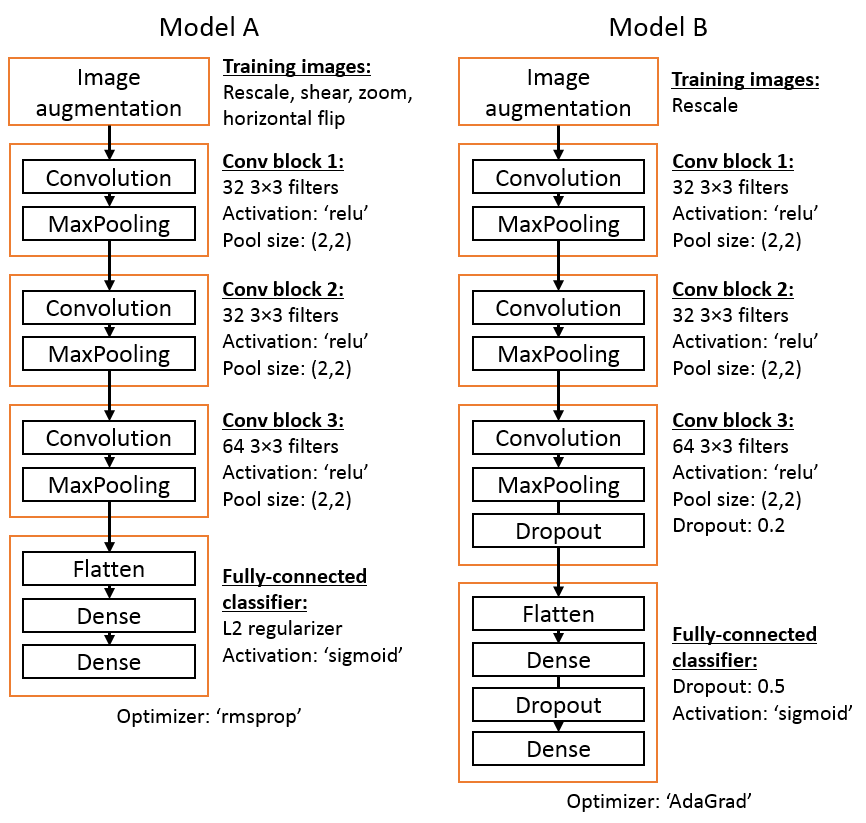 Model A
Image
augmentation
Training images:
Rescale, shear, zoom,
horizontal flip
Convolution
MaxPooling
Conv block 1:
32 3×3 filters
Activation: ‘relu’
Pool size: (2,2)
Convolution
MaxPooling
Conv block 2:
32 3×3 filters
Activation: ‘relu’
Pool size: (2,2)
Convolution
MaxPooling
Conv block 3:
64 3×3 filters
Activation: ‘relu’
Pool size: (2,2)
Flatten
Dense
Dense
Fully-connected
classifier:
L2 regularizer
Activation: ‘sigmoid’
Optimizer: ‘rmsprop’
Model B
Image
augmentation
Training images:
Rescale
Convolution
MaxPooling
Conv block 1:
32 3×3 filters
Activation: ‘relu’
Pool size: (2,2)
Convolution
MaxPooling
Conv block 2:
32 3×3 filters
Activation: ‘relu’
Pool size: (2,2)
Convolution
MaxPooling
Dropout
Conv block 3:
64 3×3 filters
Activation: ‘relu’
Pool size: (2,2)
Dropout: 0.2
Flatten
Dense
Dropout
Dense
Fully-connected
classifier:
Dropout: 0.5
Activation: ‘sigmoid’
Optimizer: ‘AdaGrad’